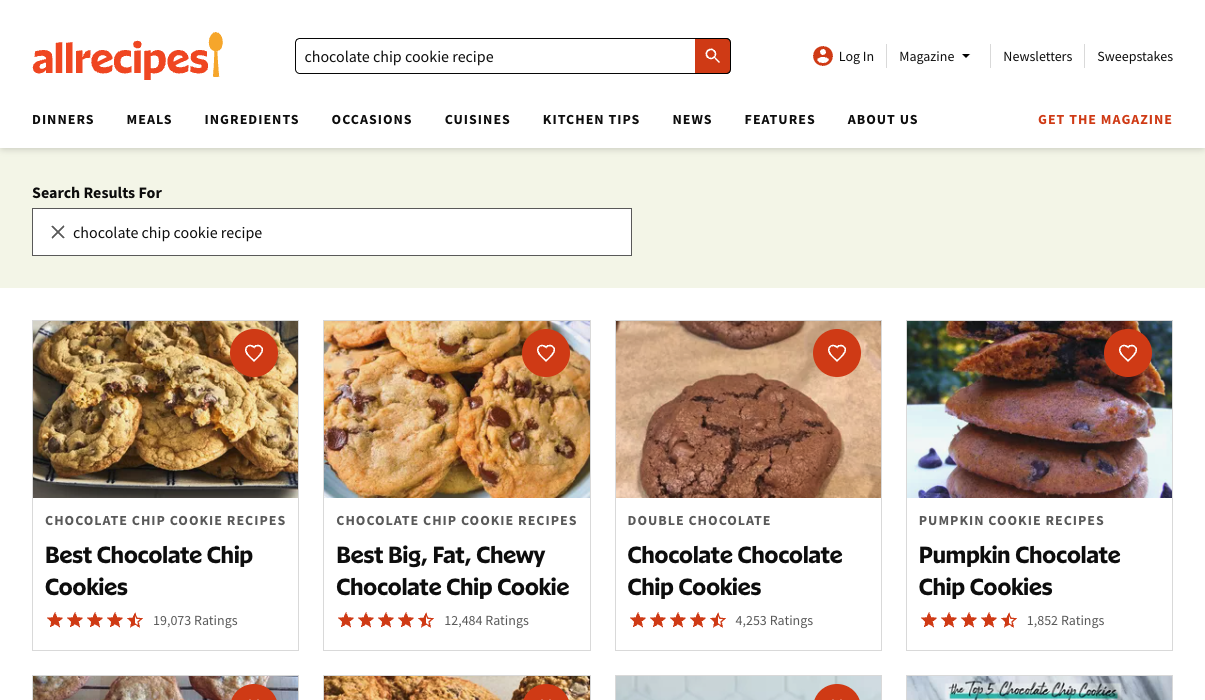 allrecipes
chocolate chip cookie recipe
Log In
Magazine
Newsletters
Sweepstakes
DINNERS
MEALS
INGREDIENTS
OCCASIONS
CUISINES
KITCHEN TIPS
NEWS
FEATURES
ABOUT US
GET THE MAGAZINE
Search Results For
chocolate chip cookie recipe
CHOCOLATE CHIP COOKIE RECIPES
Best Chocolate Chip
Cookies
19,073 Ratings
CHOCOLATE CHIP COOKIE RECIPES
Best Big, Fat, Chewy
Chocolate Chip Cookie
12,484 Ratings
DOUBLE CHOCOLATE
Chocolate Chocolate
Chip Cookies
4,253 Ratings
PUMPKIN COOKIE RECIPES
Pumpkin Chocolate
Chip Cookies
1,852 Ratings
the Top 5 Chocolate Chip Cookies